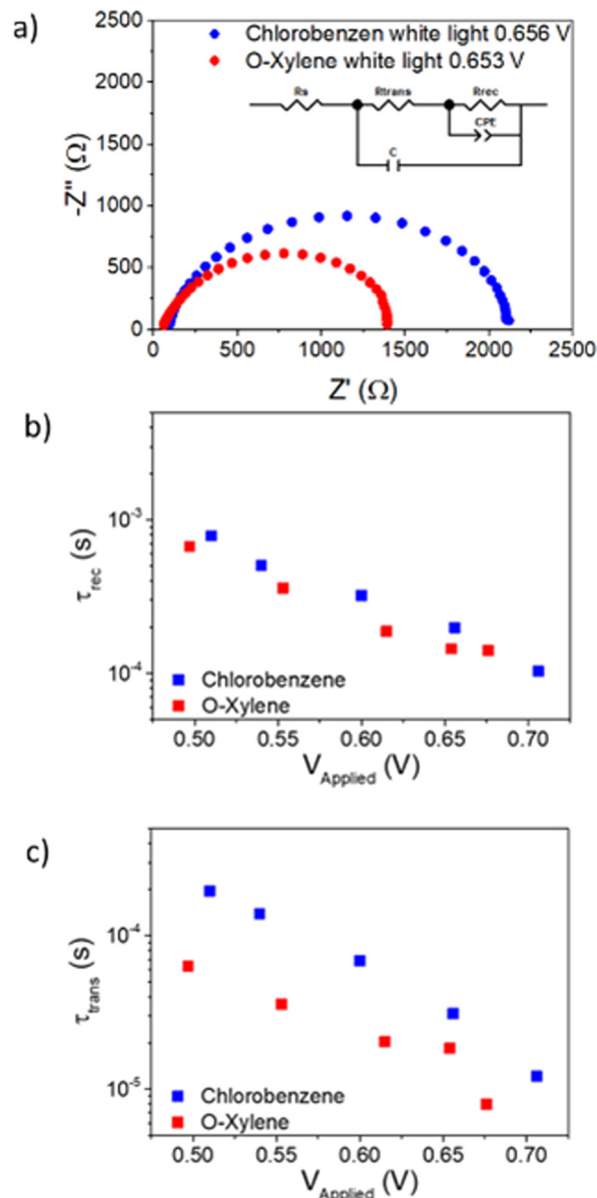 a)
2500
2000
1500
1000
500
0
-Z" (Ω)
Chlorobenzen white light 0.656 V
O-Xylene white light 0.653 V
Rs
Rtrans
Rrec
CPE
C
0 500 1000 1500 2000 2500
Z' (Ω)
b)
10⁻³
10⁻⁴
τrec (s)
Chlorobenzene
O-Xylene
0.50 0.55 0.60 0.65 0.70
VApplied (V)
c)
10⁻⁴
10⁻⁵
τtrans (s)
Chlorobenzene
O-Xylene
0.50 0.55 0.60 0.65 0.70
VApplied (V)